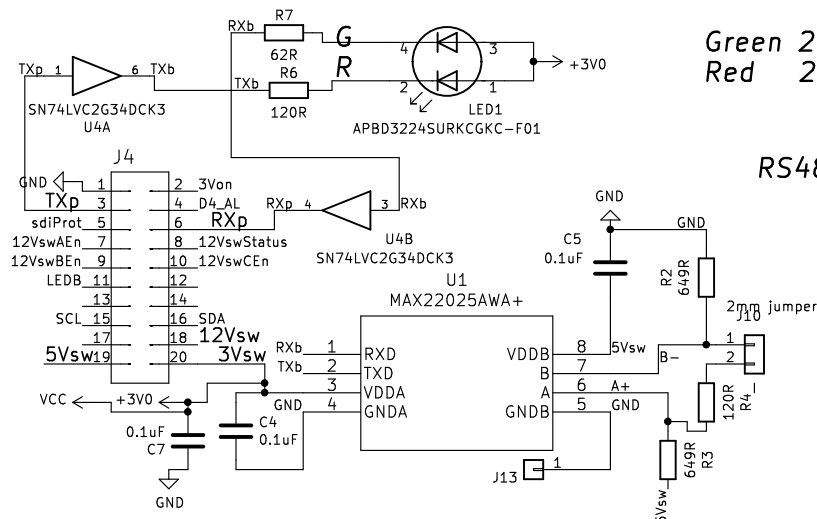 RXb R7
62R
G 4 3
Green 2
TXp 1 6 TXb
TXb R6
120R
R 2 1
+3V0
Red 2
SN74LVC2G34DCK3
U4A
LED1
APBD3224SURKCGKC-F01
J4
RS48
GND 1 2 3Von
TXp 3 4 D4_AL
sdiProt 5 6 RXp
RXp 4 3 RXb
12VswAEn 7 8 12VswStatus
12VswBEn 9 10 12VswCEn
LEDB 11 12
13 14
SCL 15 16 SDA
17 18 12Vsw
5Vsw 19 20 3Vsw
U4B
SN74LVC2G34DCK3
GND
C5
0.1uF
GND
R2
649R
U1
MAX22025AWA+
2mm jumper
J10
1
2
RXb 1 RXD
TXb 2 TXD
3 VDDA
GND 4 GNDA
VDDB 8 5Vsw
B 7 B-
A 6 A+
GNDB 5 GND
VCC +3V0
0.1uF
C7
C4
0.1uF
GND
J13 1
120R
R4_
649R
R3
5Vsw